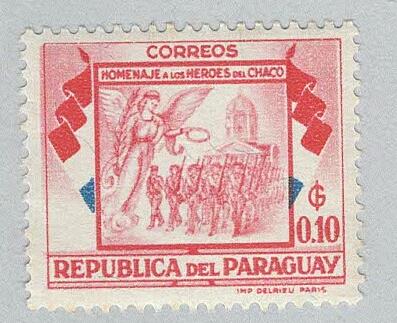 CORREOS
HOMENAJE A LOS HEROES DEL CHACO
₲
0.10
REPUBLICA DEL PARAGUAY
IMP DELRIEU PARIS